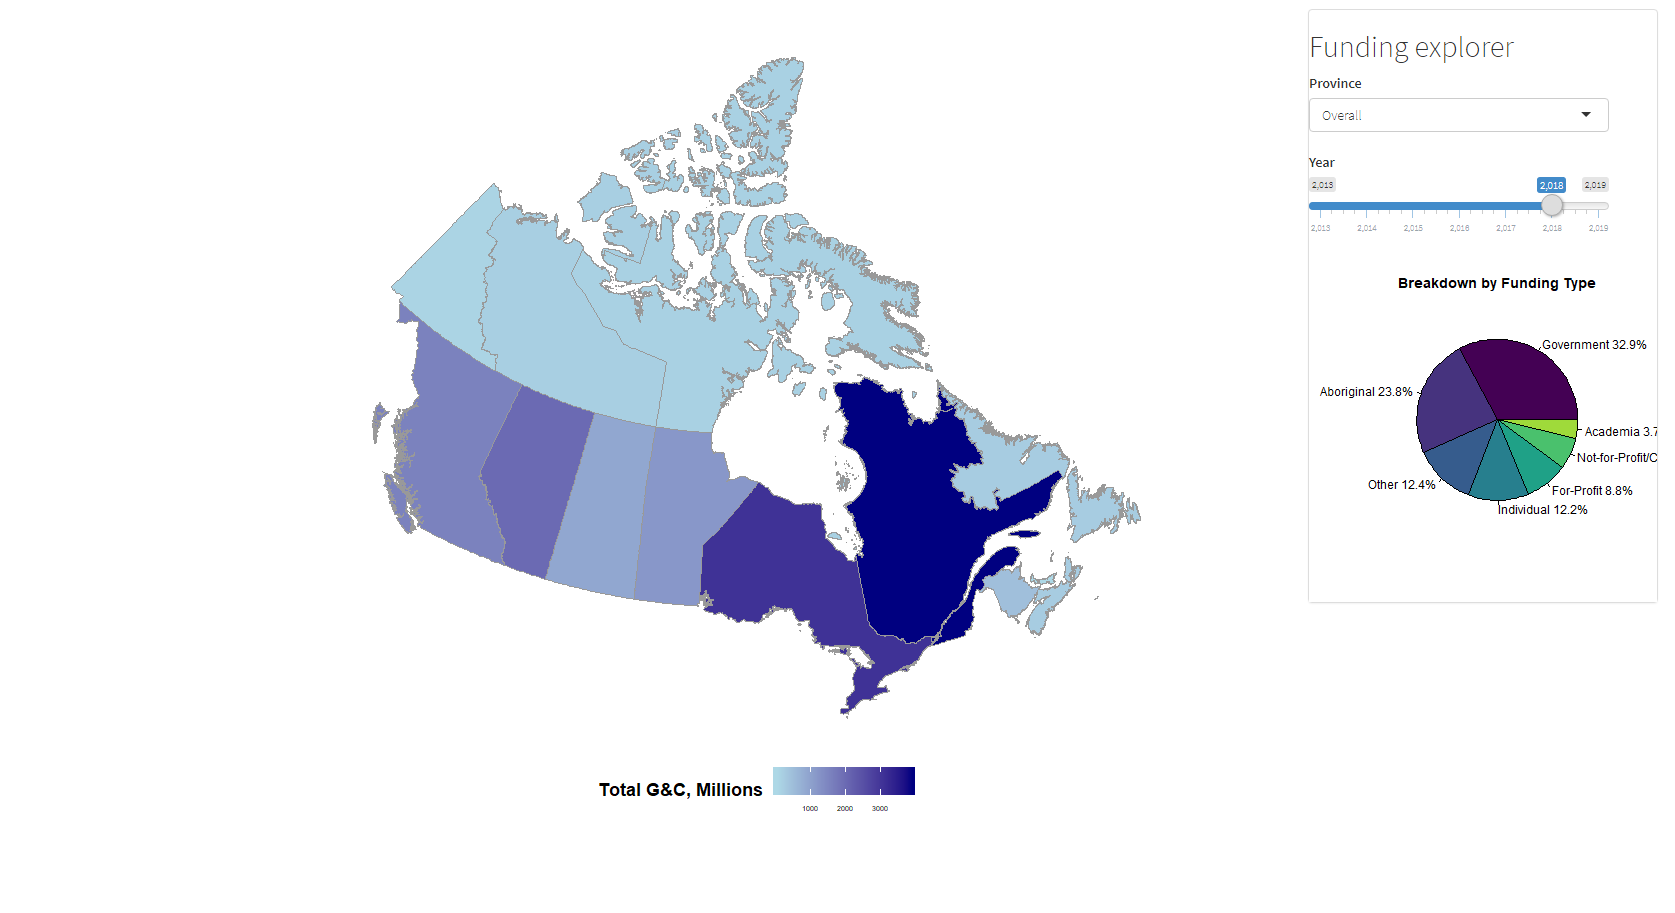 Funding explorer
Province
Overall
Year
2,013
2,018
2,019
2,013 2,014 2,015 2,016 2,017 2,018 2,019
Breakdown by Funding Type
Government 32.9%
Aboriginal 23.8%
Academia 3.7
Not-for-Profit/C
Other 12.4%
For-Profit 8.8%
Individual 12.2%
Total G&C, Millions
1000 2000 3000